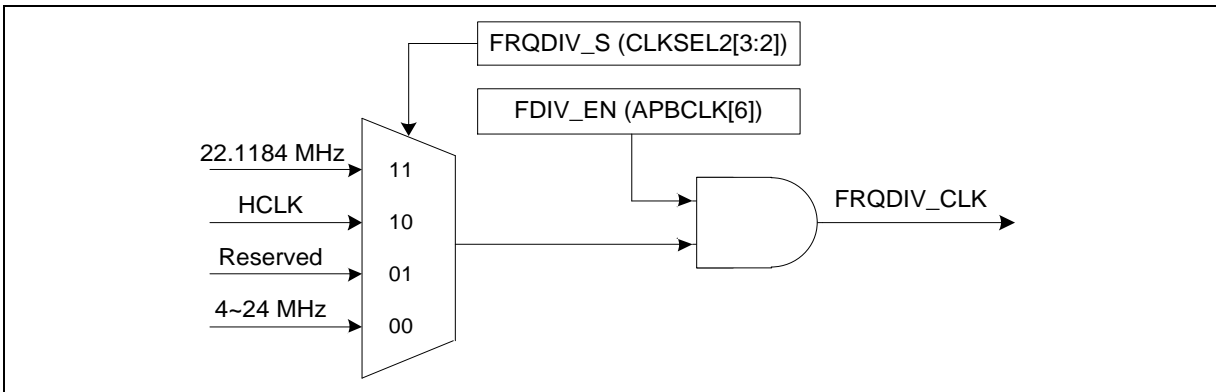 FRQDIV_S (CLKSEL2[3:2])
FDIV_EN (APBCLK[6])
22.1184 MHz
11
HCLK
10
Reserved
01
4~24 MHz
00
FRQDIV_CLK